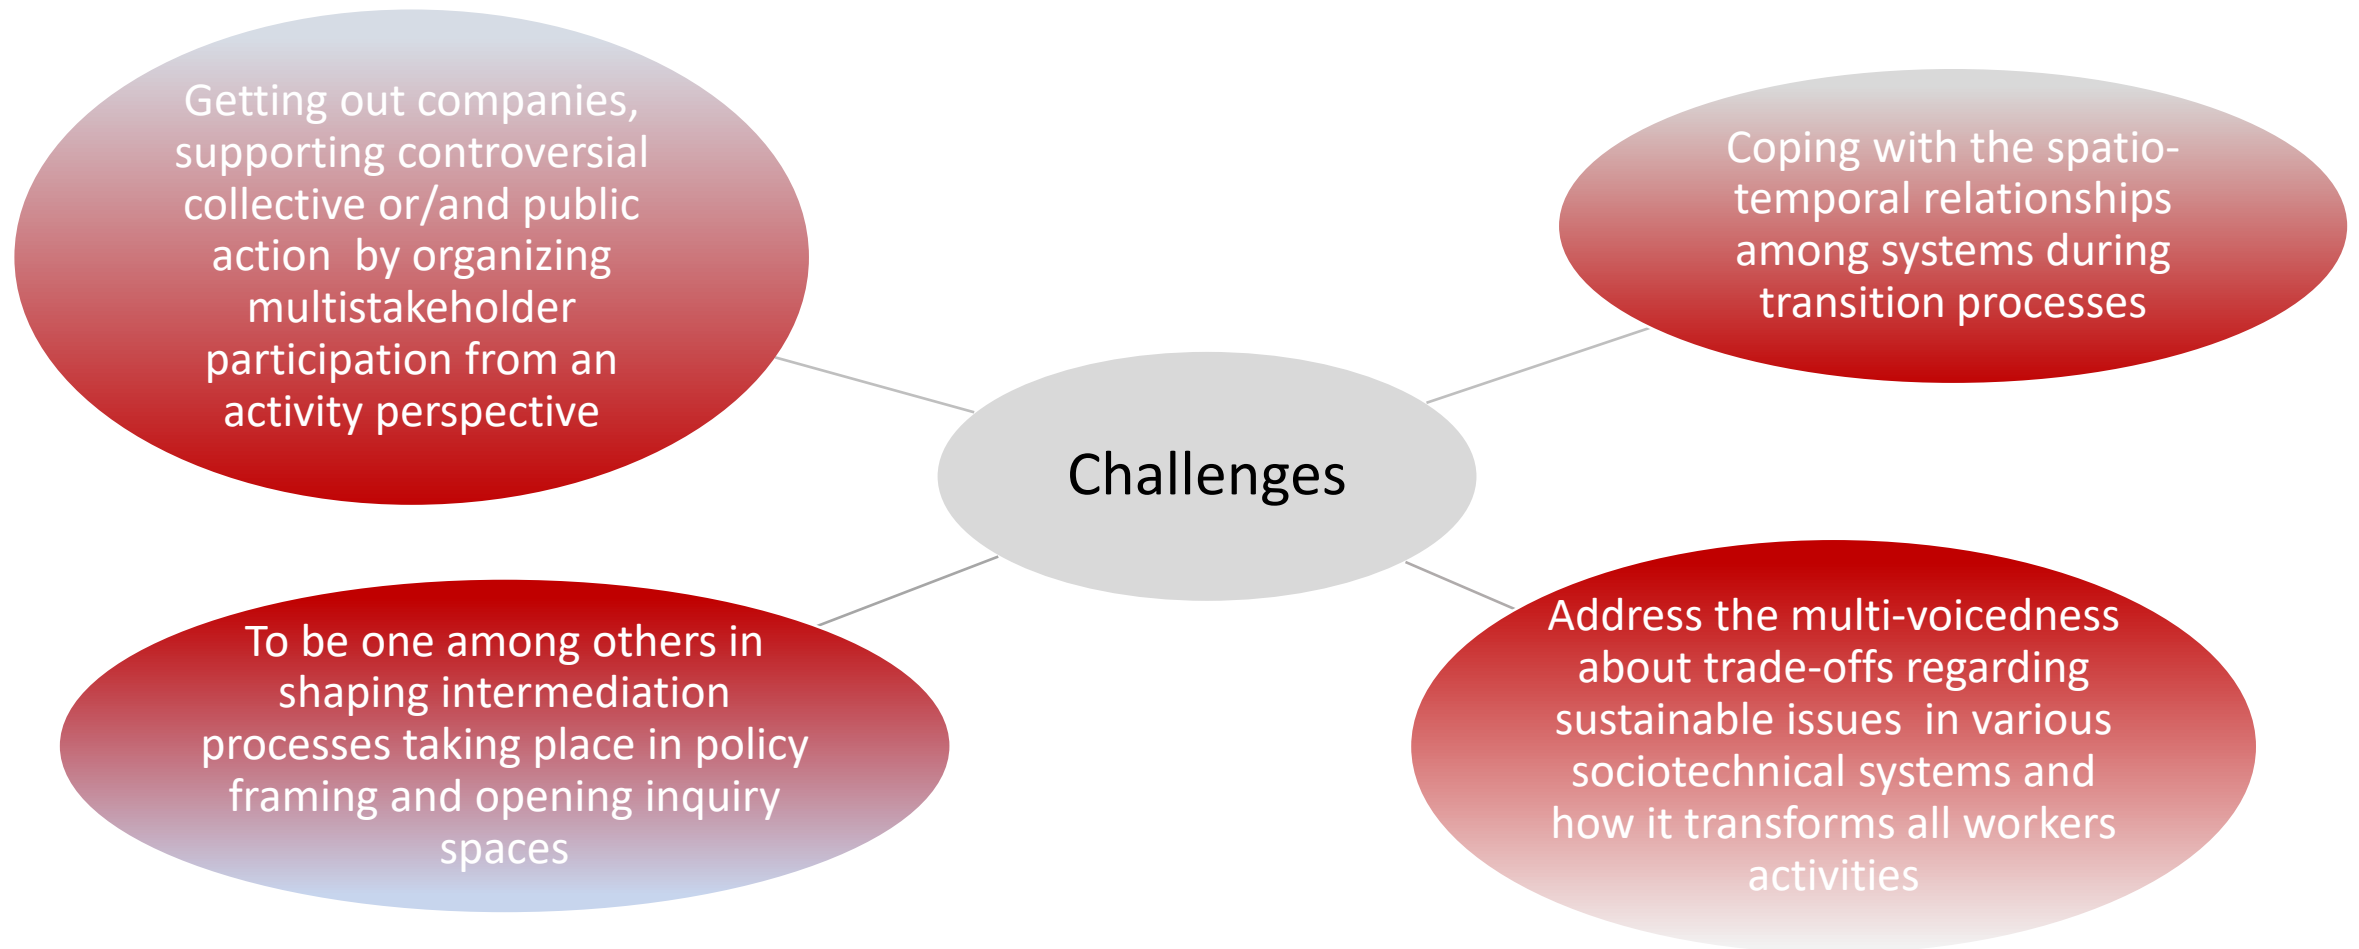 Getting out companies,
supporting controversial
collective or/and public
action  by organizing
multistakeholder
participation from an
activity perspective
Coping with the spatio-
temporal relationships
among systems during
transition processes
Challenges
To be one among others in
shaping intermediation
processes taking place in policy
framing and opening inquiry
spaces
Address the multi-voicedness
about trade-offs regarding
sustainable issues  in various
sociotechnical systems and
how it transforms all workers
activities